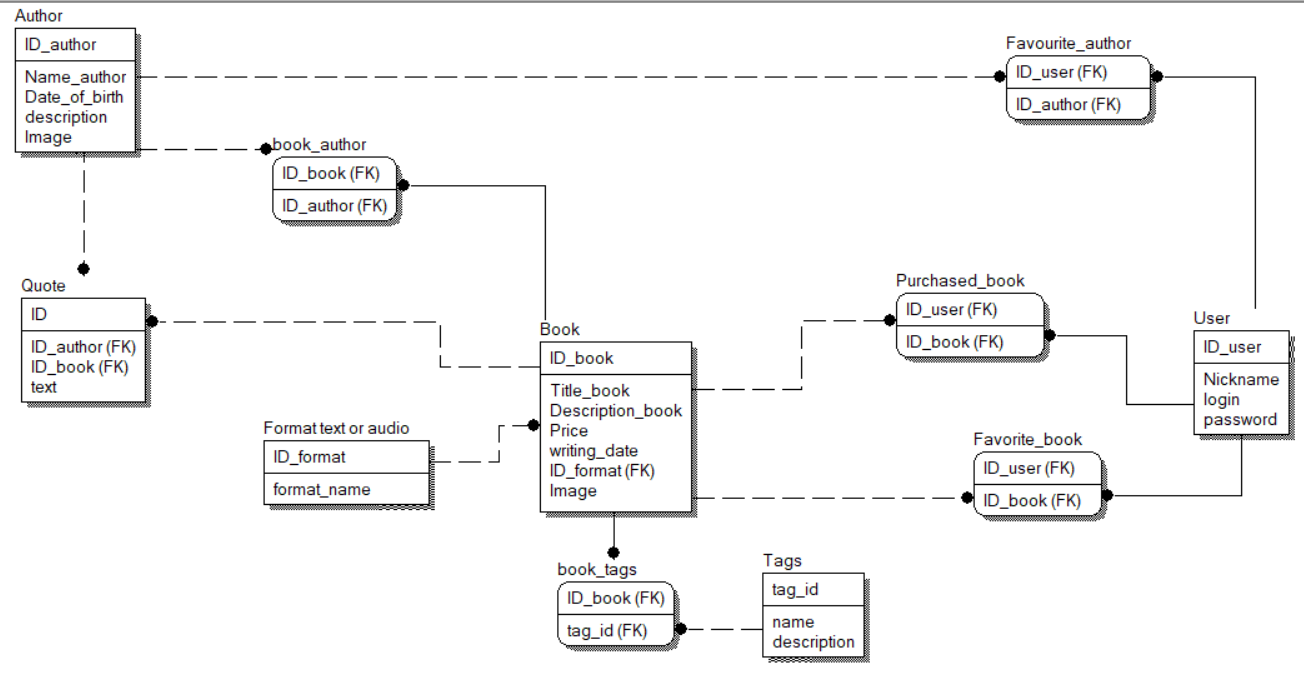 Author
ID_author
Name_author
Date_of_birth
description
Image
Favourite_author
ID_user (FK)
ID_author (FK)
book_author
ID_book (FK)
ID_author (FK)
Quote
ID
ID_author (FK)
ID_book (FK)
text
Purchased_book
ID_user (FK)
ID_book (FK)
User
ID_user
Nickname
login
password
Book
ID_book
Title_book
Description_book
Price
writing_date
ID_format (FK)
Image
Format text or audio
ID_format
format_name
Favorite_book
ID_user (FK)
ID_book (FK)
book_tags
ID_book (FK)
tag_id (FK)
Tags
tag_id
name
description